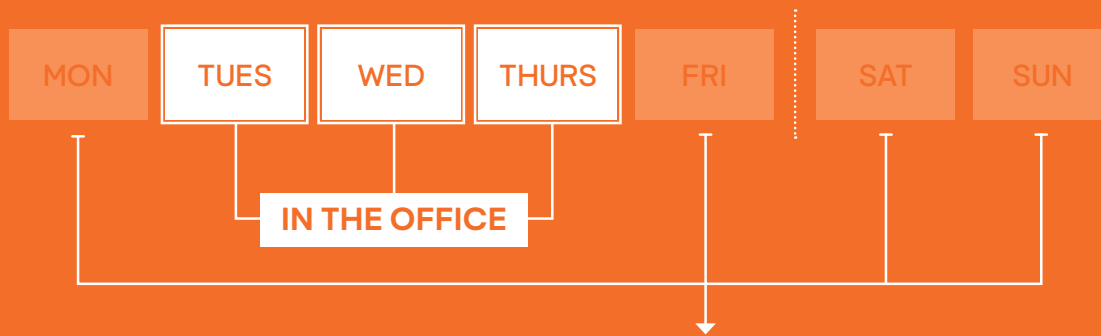 MON TUES WED THURS FRI SAT SUN
IN THE OFFICE